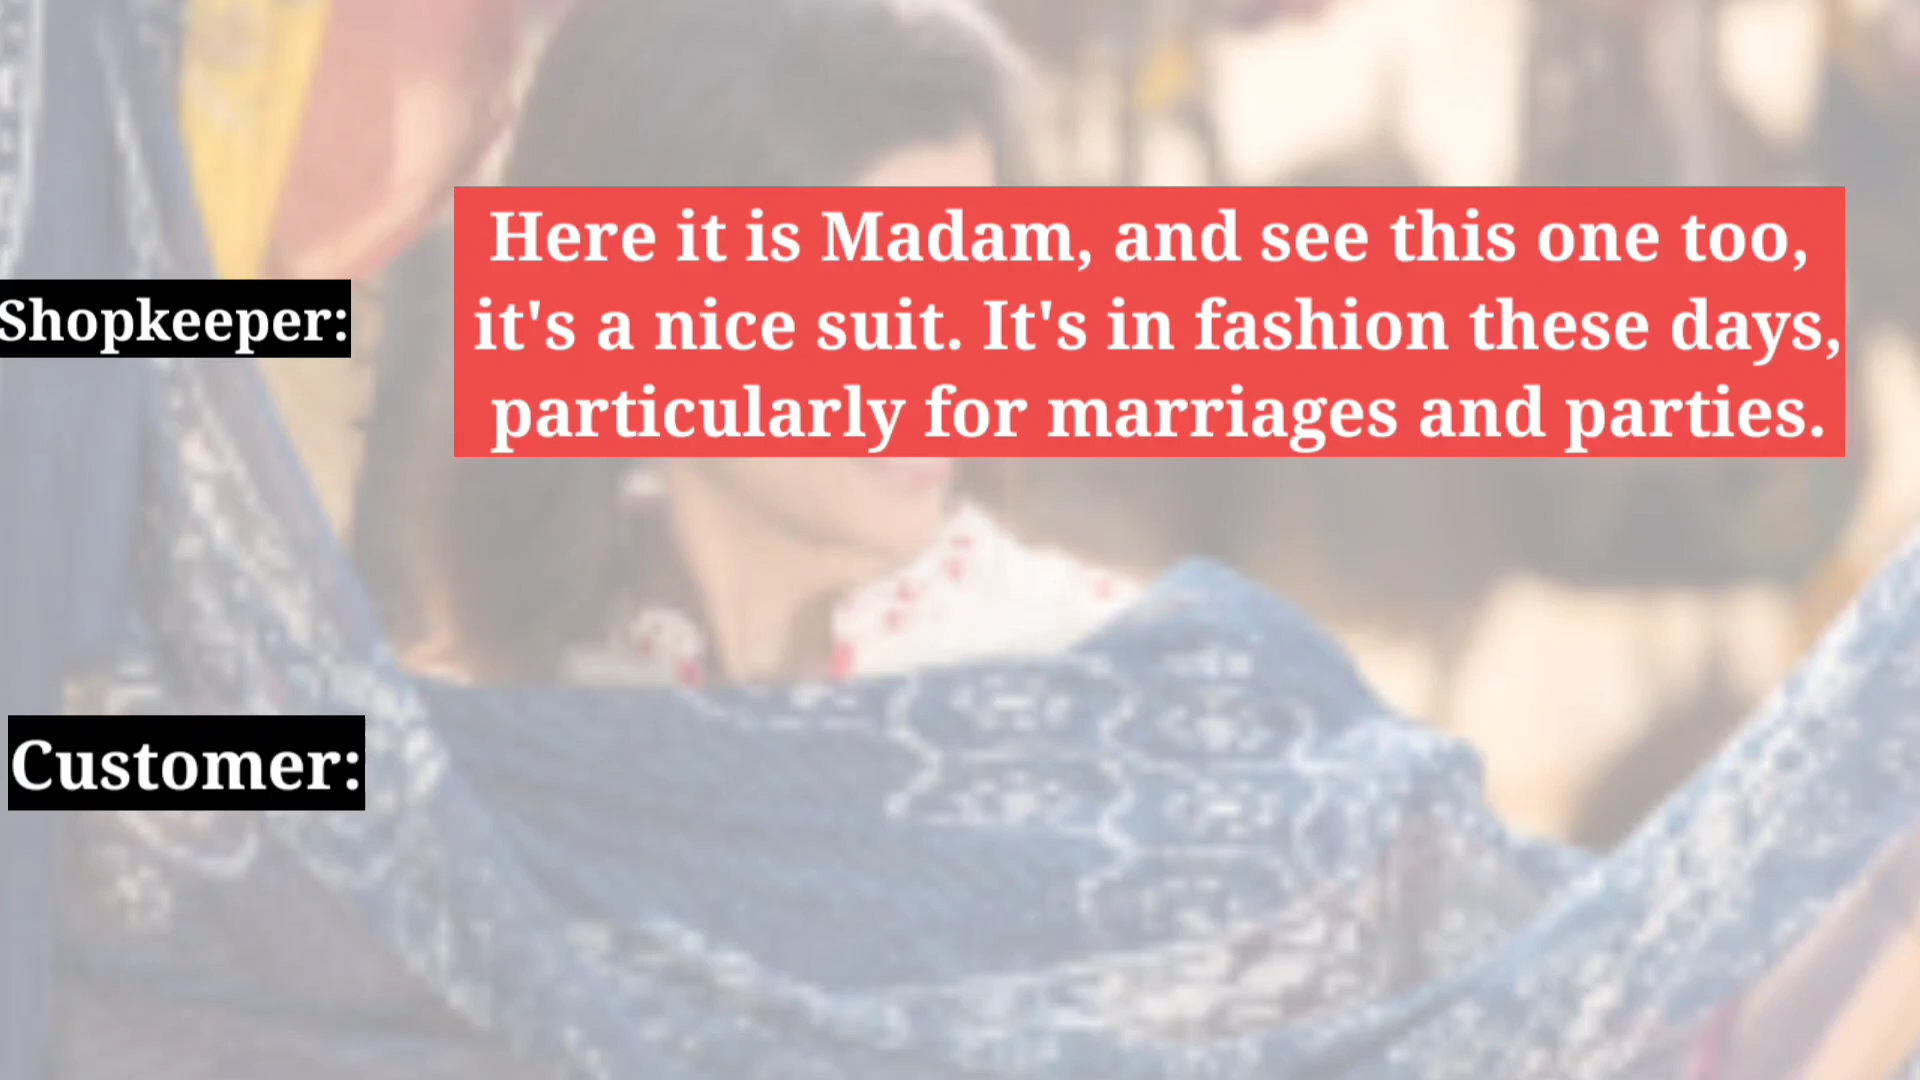 Shopkeeper:
Here it is Madam, and see this one too,
it's a nice suit. It's in fashion these days,
particularly for marriages and parties.
Customer: